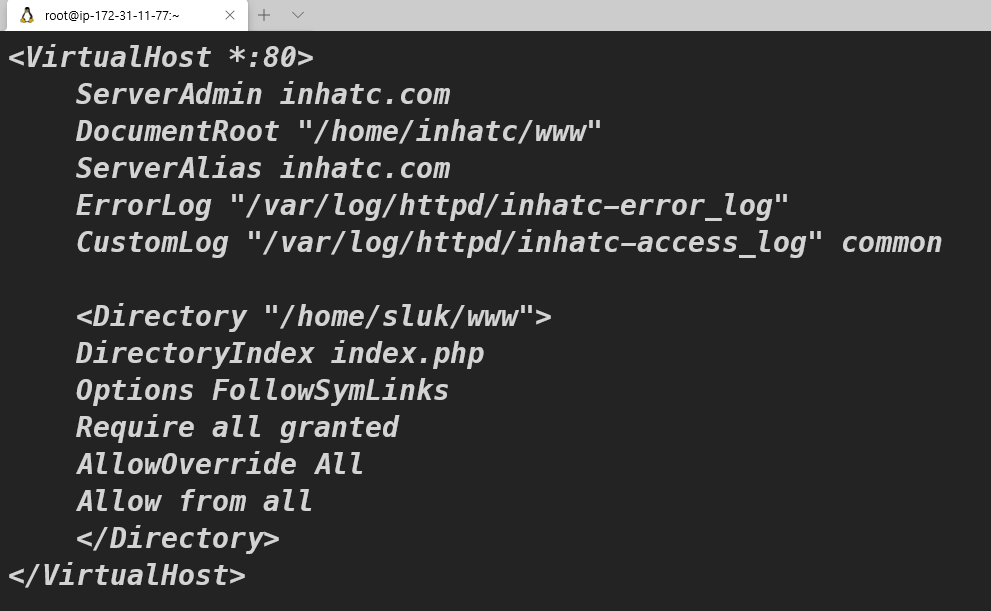 root@ip-172-31-11-77:~
<VirtualHost *:80>
    ServerAdmin inhatc.com
    DocumentRoot "/home/inhatc/www"
    ServerAlias inhatc.com
    ErrorLog "/var/log/httpd/inhatc-error_log"
    CustomLog "/var/log/httpd/inhatc-access_log" common
    <Directory "/home/sluk/www">
    DirectoryIndex index.php
    Options FollowSymLinks
    Require all granted
    AllowOverride All
    Allow from all
    </Directory>
</VirtualHost>